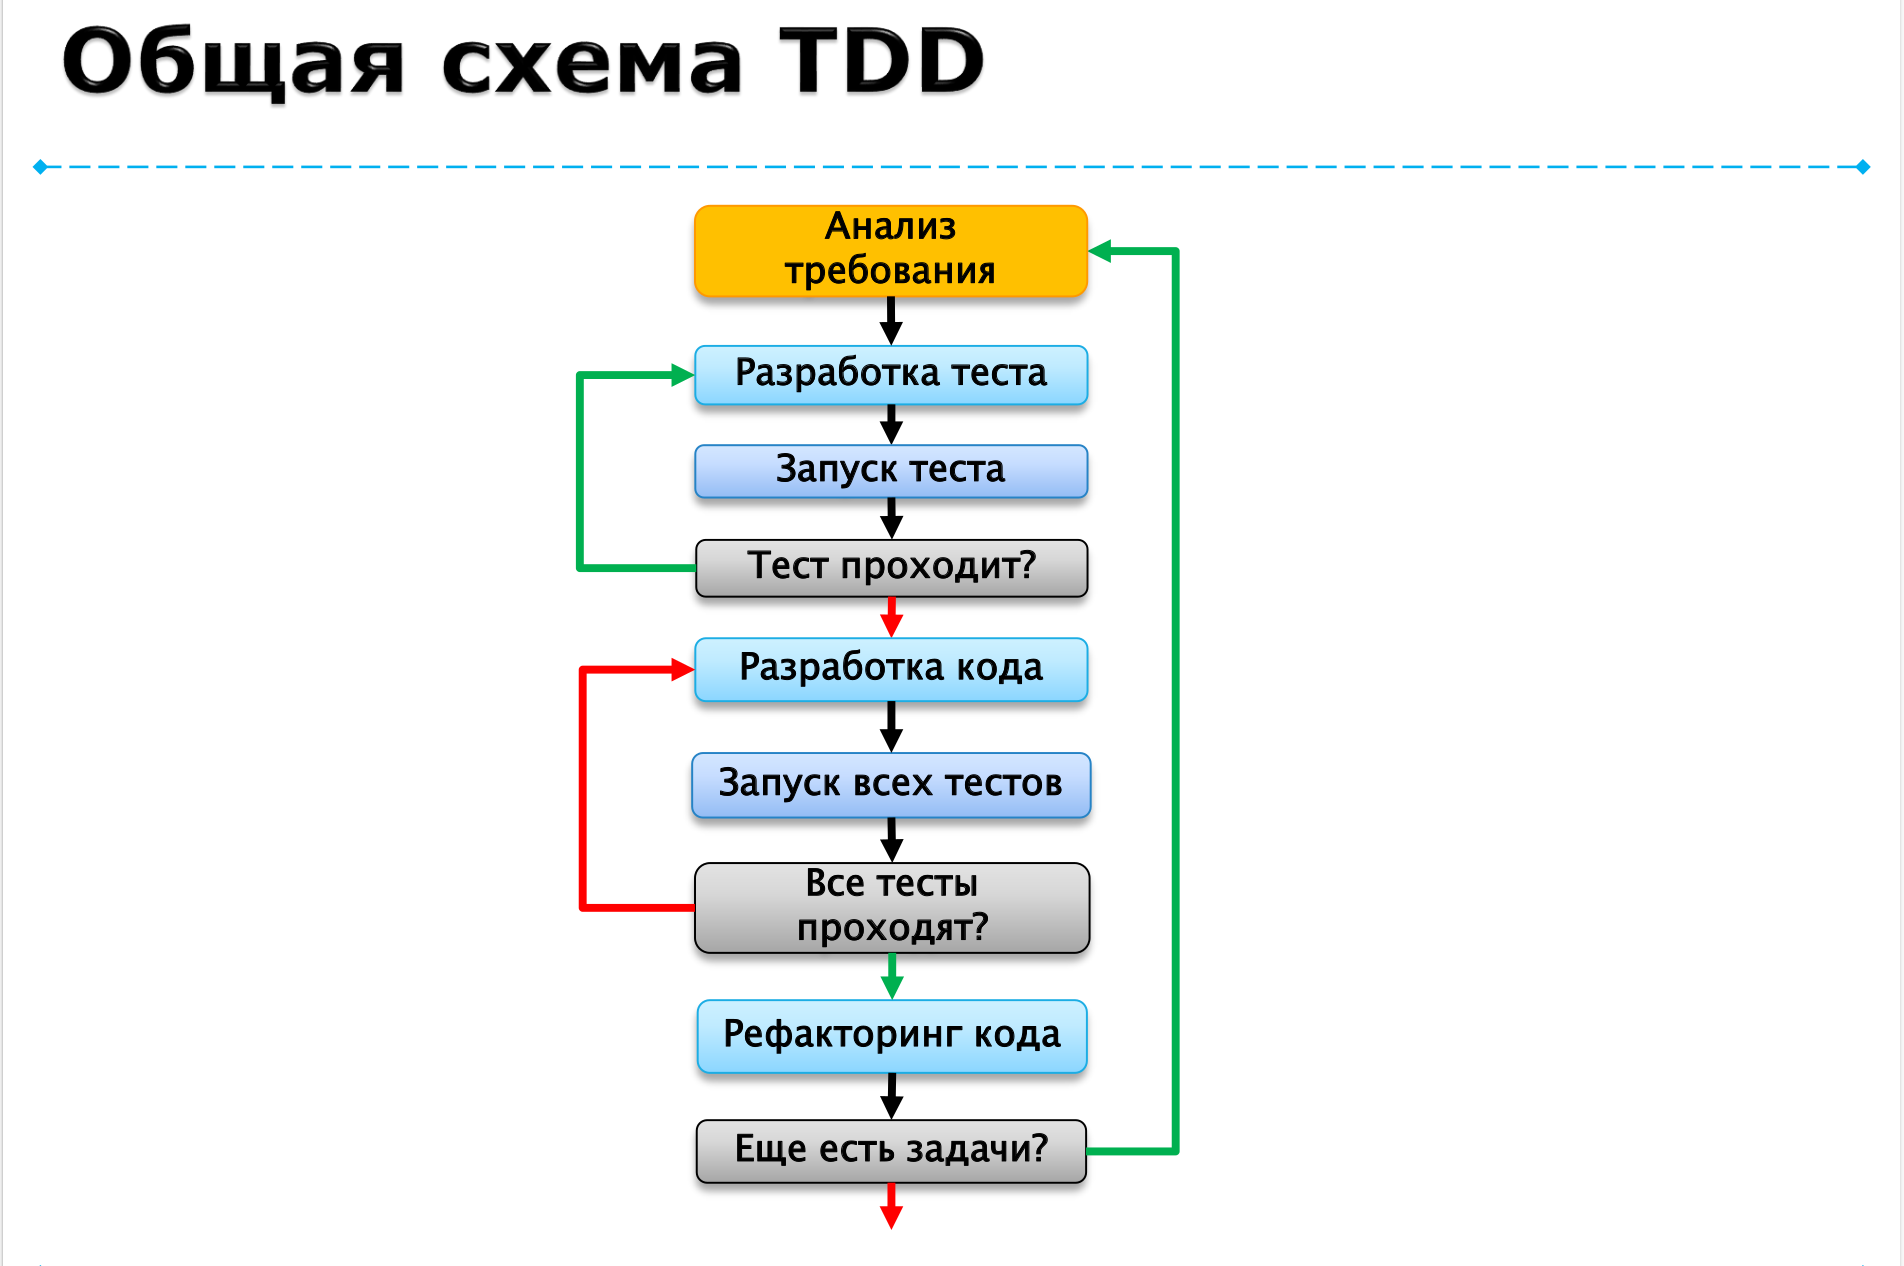 Общая схема TDD
Анализ
требования
Разработка теста
Запуск теста
Тест проходит?
Разработка кода
Запуск всех тестов
Все тесты
проходят?
Рефакторинг кода
Еще есть задачи?